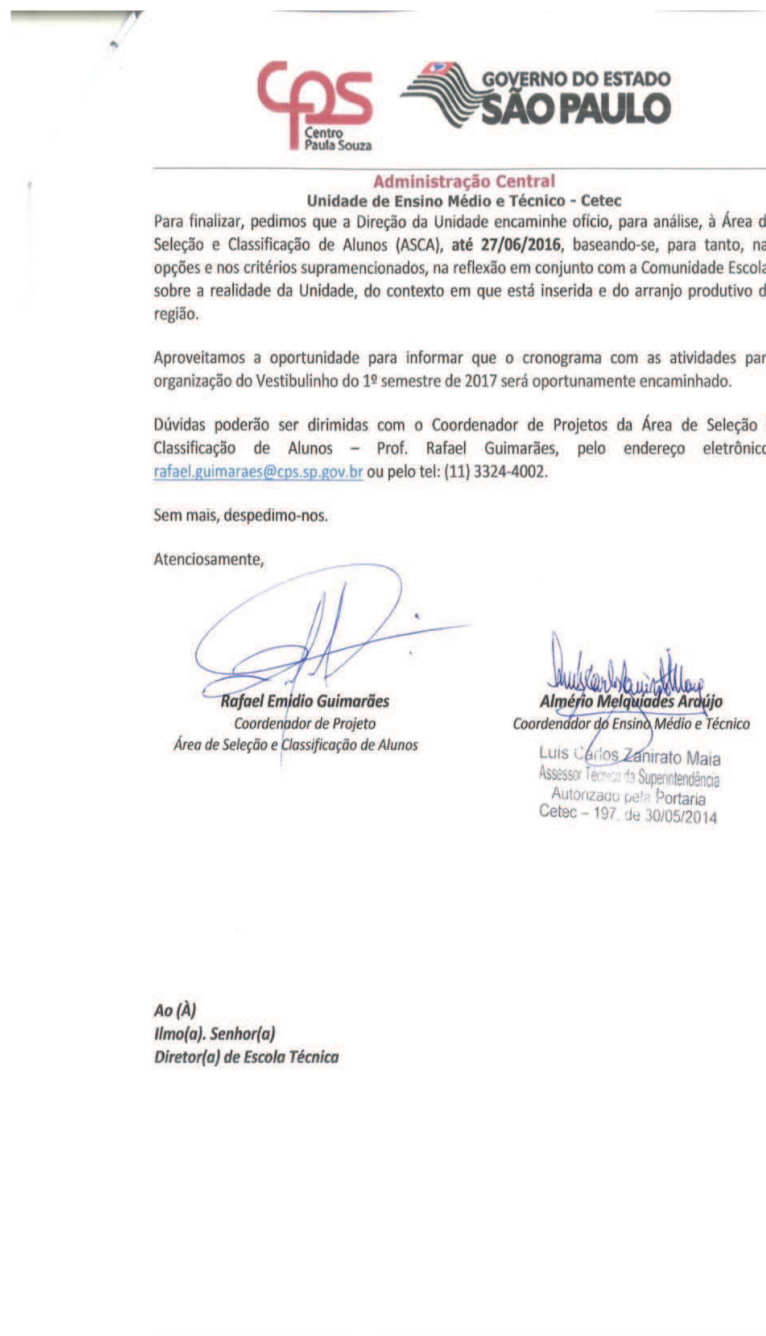 CPS
Centro
Paula Souza
GOVERNO DO ESTADO
SÃO PAULO
Administração Central
Unidade de Ensino Médio e Técnico - Cetec
Para finalizar, pedimos que a Direção da Unidade encaminhe ofício, para análise, à Área d
Seleção e Classificação de Alunos (ASCA), até 27/06/2016, baseando-se, para tanto, na
opções e nos critérios supramencionados, na reflexão em conjunto com a Comunidade Escola
sobre a realidade da Unidade, do contexto em que está inserida e do arranjo produtivo d
região.
Aproveitamos a oportunidade para informar que o cronograma com as atividades par
organização do Vestibulinho do 1º semestre de 2017 será oportunamente encaminhado.
Dúvidas poderão ser dirimidas com o Coordenador de Projetos da Área de Seleção
Classificação de Alunos – Prof. Rafael Guimarães, pelo endereço eletrônico
rafael.guimaraes@cps.sp.gov.br ou pelo tel: (11) 3324-4002.
Sem mais, despedimo-nos.
Atenciosamente,
Rafael Emidio Guimarães
Coordenador de Projeto
Área de Seleção e Classificação de Alunos
Almério Melquíades Araújo
Coordenador do Ensino Médio e Técnico
Luis Carlos Zanirato Maia
Assessor Técnico da Superintendência
Autorizado pela Portaria
Cetec – 197, de 30/05/2014
Ao (À)
Ilmo(a). Senhor(a)
Diretor(a) de Escola Técnica